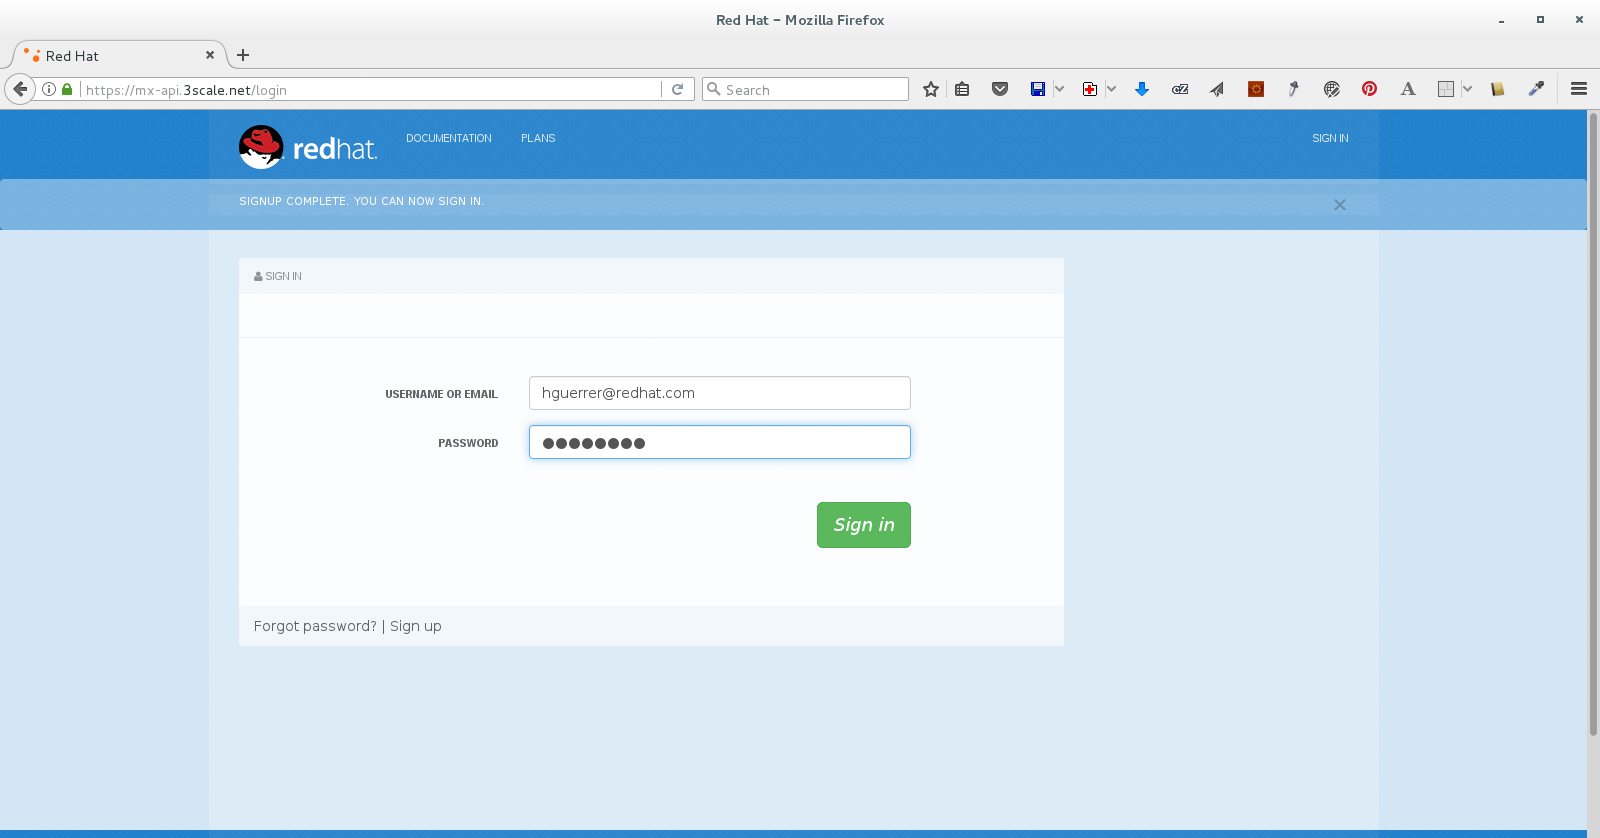 Red Hat – Mozilla Firefox
Red Hat
https://mx-api.3scale.net/login
Search
redhat.
DOCUMENTATION
PLANS
SIGN IN
SIGNUP COMPLETE. YOU CAN NOW SIGN IN.
SIGN IN
USERNAME OR EMAIL
hguerrer@redhat.com
PASSWORD
Sign in
Forgot password? | Sign up